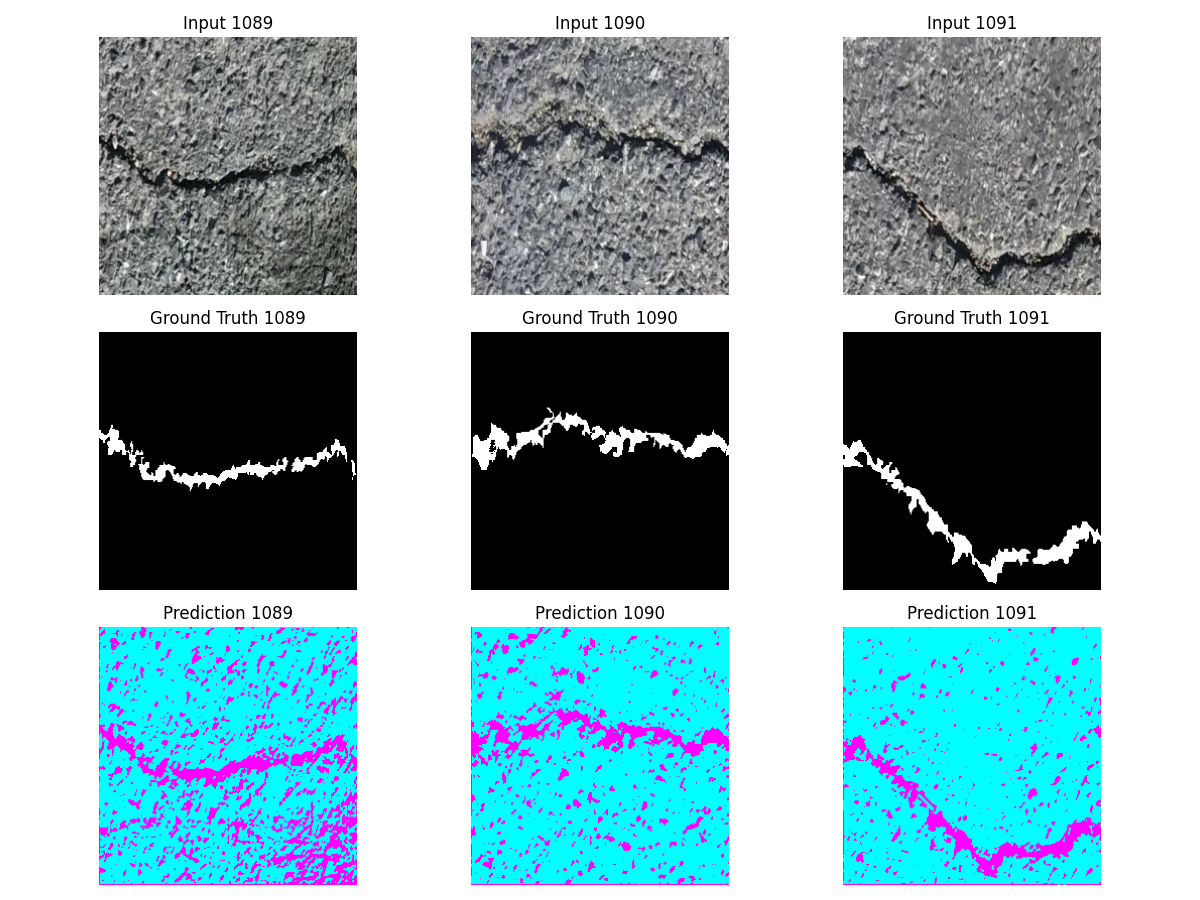 Input 1089
Input 1090
Input 1091
Ground Truth 1089
Ground Truth 1090
Ground Truth 1091
Prediction 1089
Prediction 1090
Prediction 1091